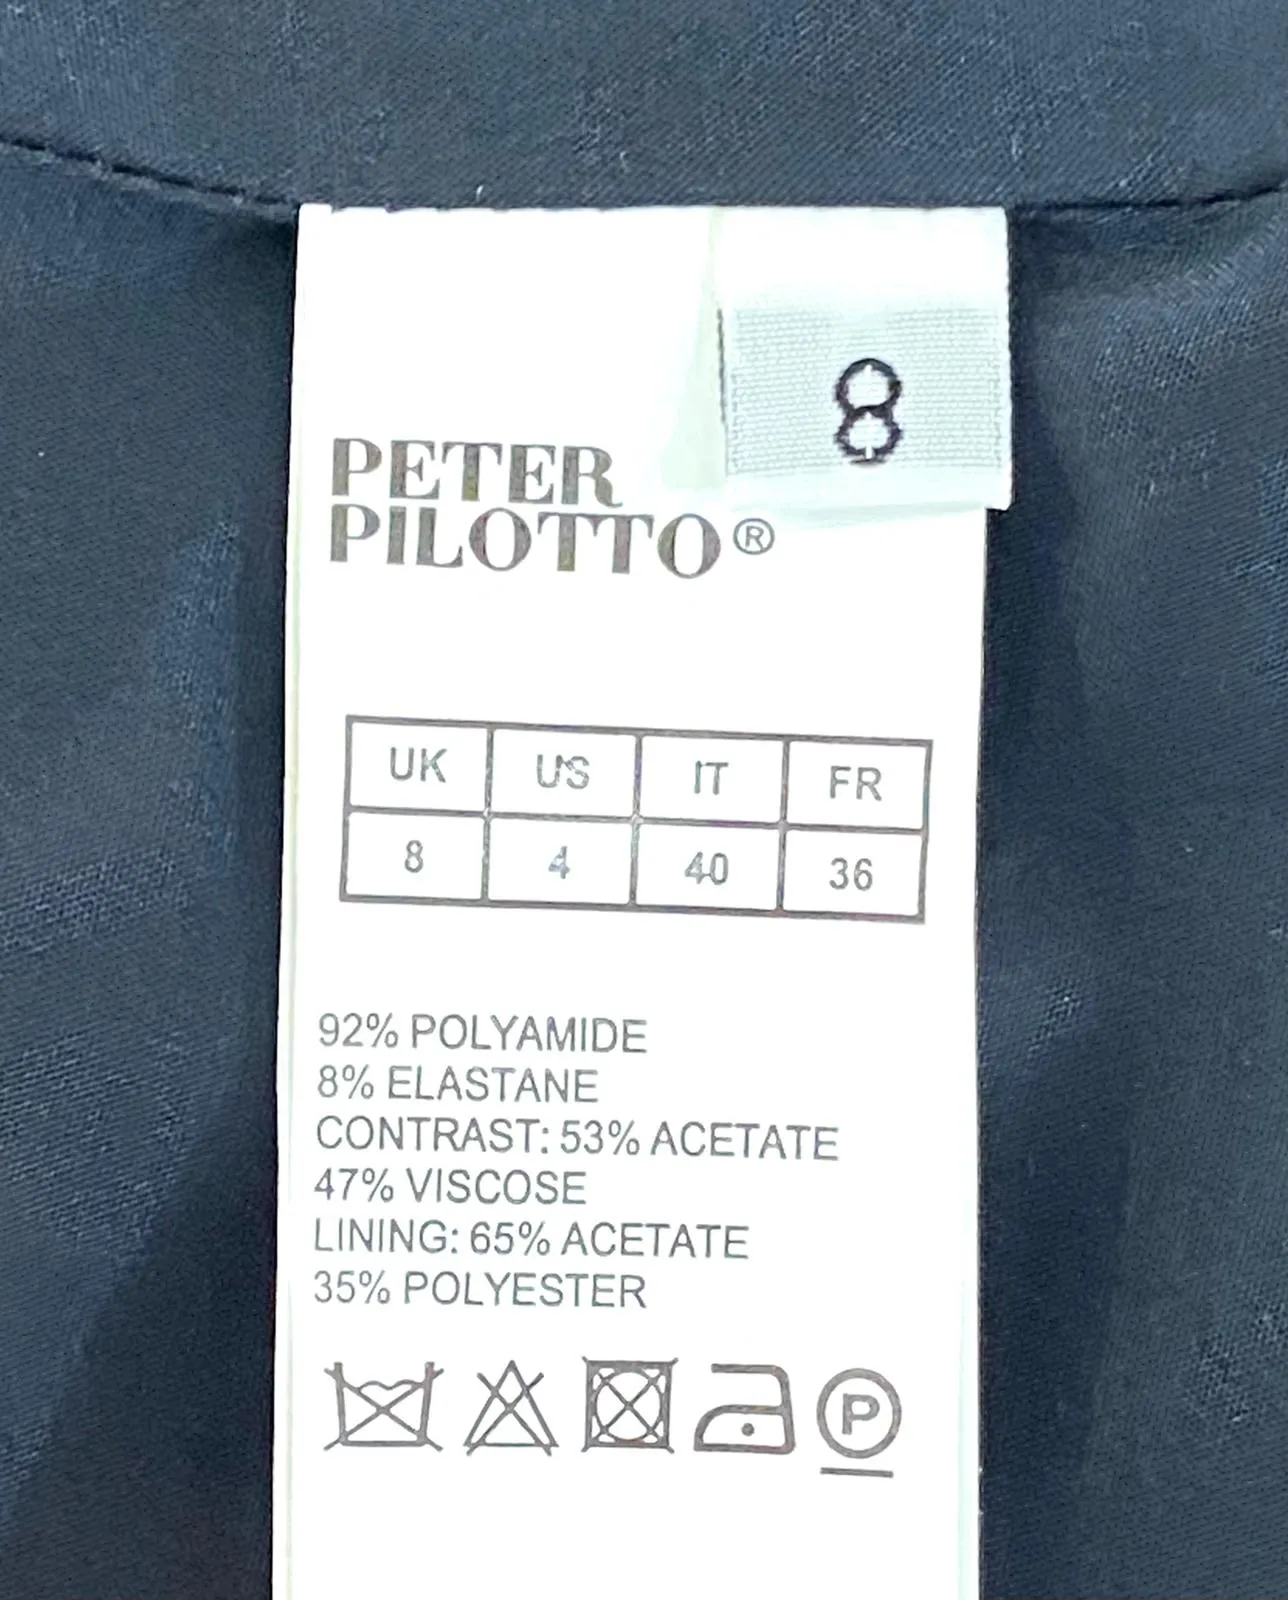 8
PETER
PILOTTO®
UK US IT FR
8 4 40 36
92% POLYAMIDE
8% ELASTANE
CONTRAST: 53% ACETATE
47% VISCOSE
LINING: 65% ACETATE
35% POLYESTER
P